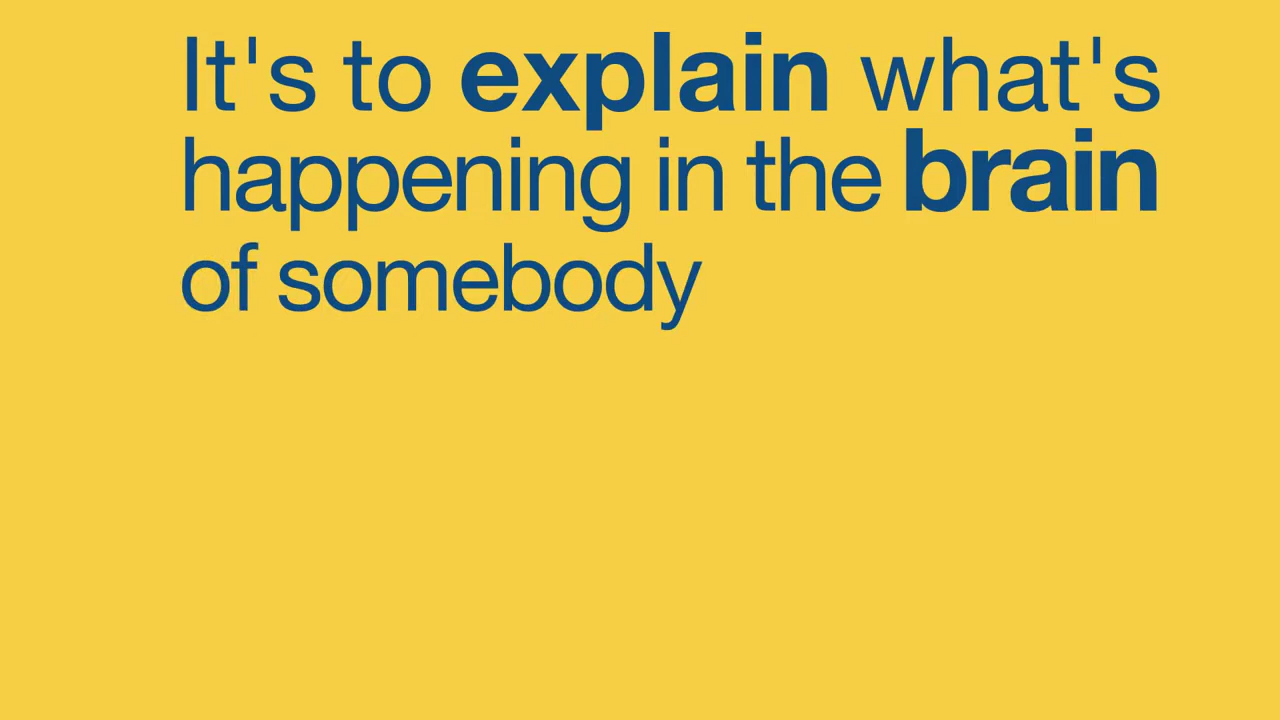 It's to explain what's
happening in the brain
of somebody